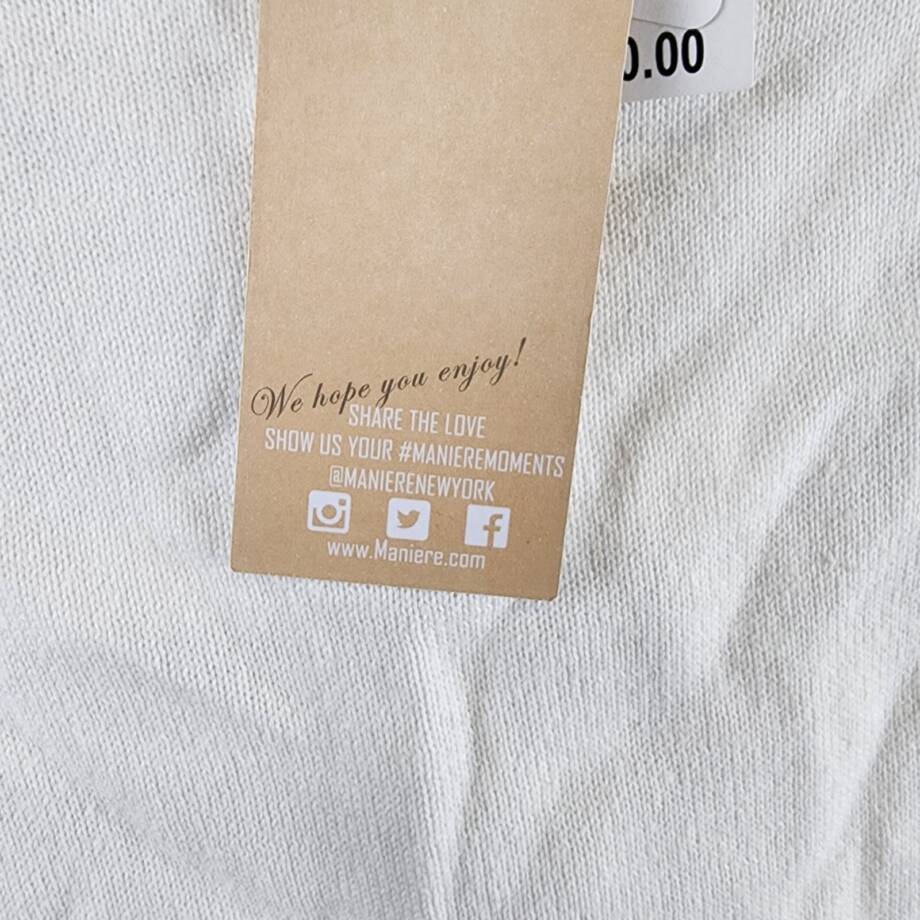 0.00
We hope you enjoy!
SHARE THE LOVE
SHOW US YOUR #MANIEREMOMENTS
@MANIERENEWYORK
www.Maniere.com